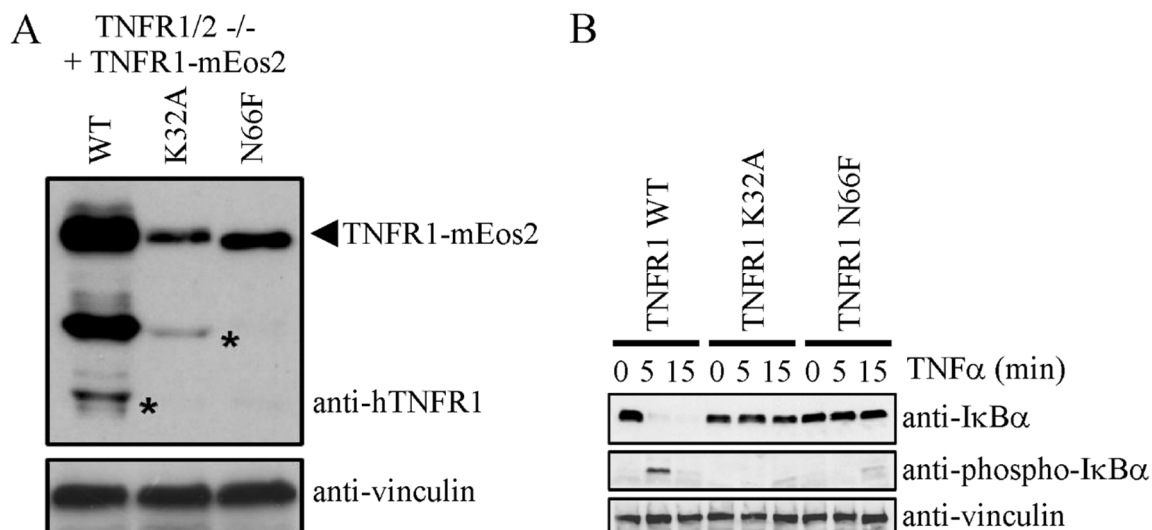 A
TNFR1/2 -/-
+ TNFR1-mEos2
WT
K32A
N66F
TNFR1-mEos2
*
*
anti-hTNFR1
anti-vinculin
B
TNFR1 WT
TNFR1 K32A
TNFR1 N66F
0 5 15 0 5 15 0 5 15 TNFα (min)
anti-IκBα
anti-phospho-IκBα
anti-vinculin